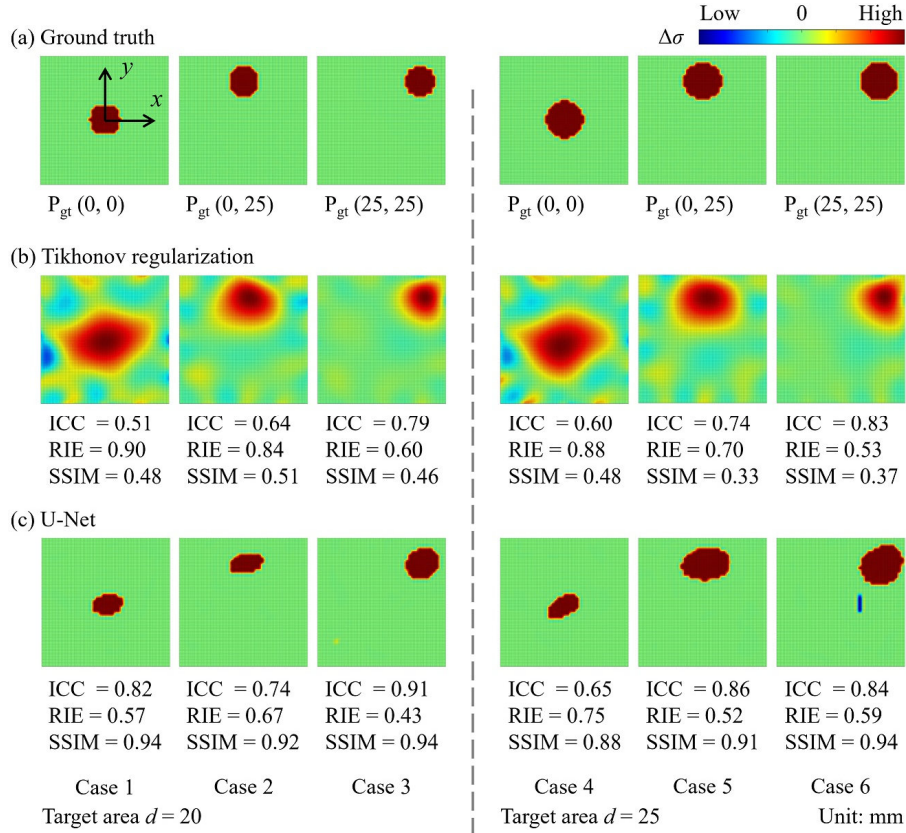 Low 0 High
Δσ
(a) Ground truth
y
x
P_gt (0, 0) P_gt (0, 25) P_gt (25, 25) P_gt (0, 0) P_gt (0, 25) P_gt (25, 25)
(b) Tikhonov regularization
ICC = 0.51 ICC = 0.64 ICC = 0.79 ICC = 0.60 ICC = 0.74 ICC = 0.83
RIE = 0.90 RIE = 0.84 RIE = 0.60 RIE = 0.88 RIE = 0.70 RIE = 0.53
SSIM = 0.48 SSIM = 0.51 SSIM = 0.46 SSIM = 0.48 SSIM = 0.33 SSIM = 0.37
(c) U-Net
ICC = 0.82 ICC = 0.74 ICC = 0.91 ICC = 0.65 ICC = 0.86 ICC = 0.84
RIE = 0.57 RIE = 0.67 RIE = 0.43 RIE = 0.75 RIE = 0.52 RIE = 0.59
SSIM = 0.94 SSIM = 0.92 SSIM = 0.94 SSIM = 0.88 SSIM = 0.91 SSIM = 0.94
Case 1 Case 2 Case 3 Case 4 Case 5 Case 6
Target area d = 20 Target area d = 25 Unit: mm